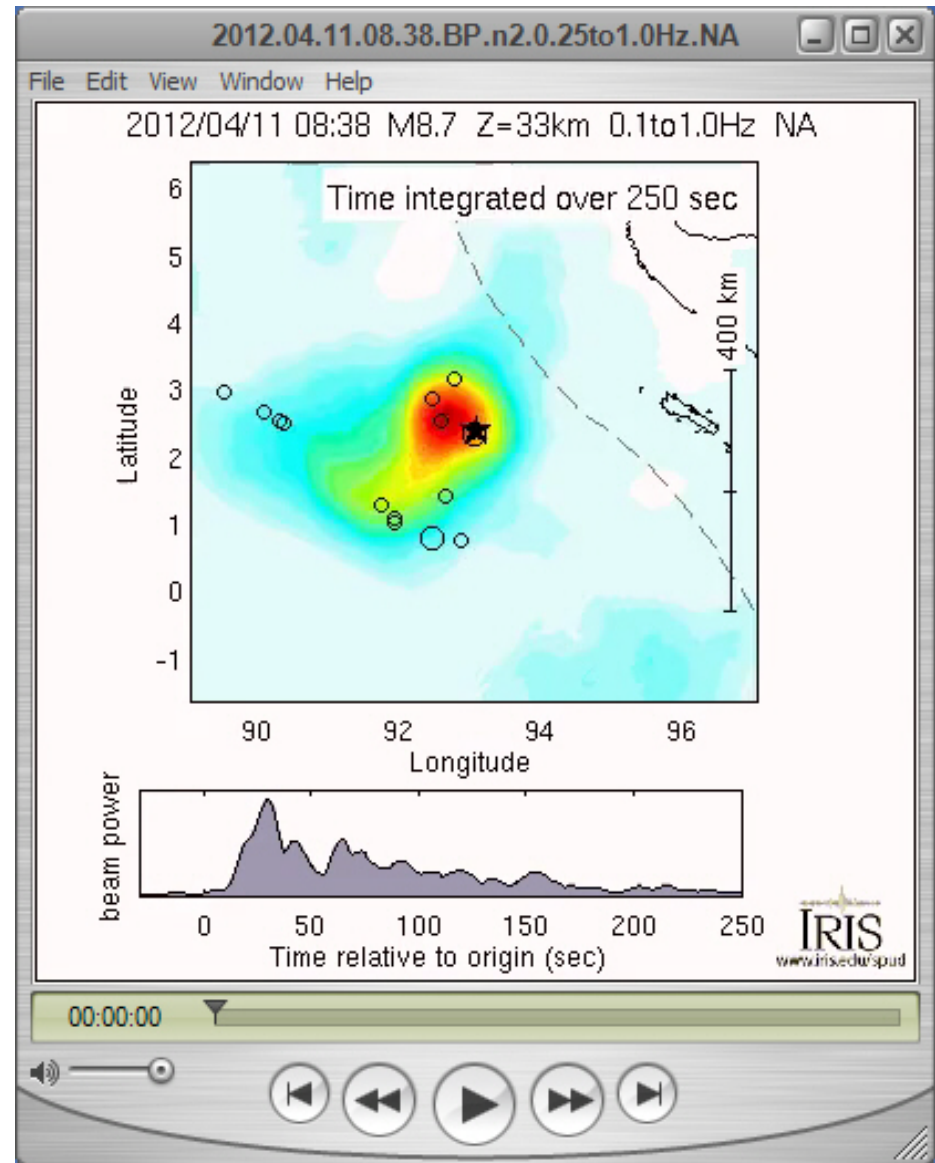 2012.04.11.08.38.BP.n2.0.25to1.0Hz.NA
File Edit View Window Help
2012/04/11 08:38 M8.7 Z=33km 0.1to1.0Hz NA
Time integrated over 250 sec
6
5
4
3
2
1
0
-1
Latitude
400 km
90 92 94 96
Longitude
beam power
0 50 100 150 200 250
Time relative to origin (sec)
IRIS
www.iris.edu/spud
00:00:00